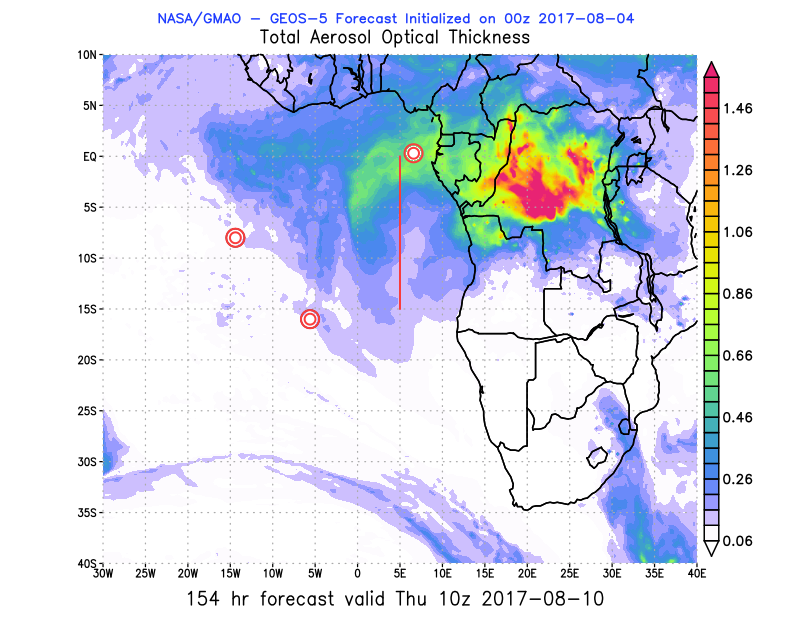 NASA/GMAO - GEOS-5 Forecast Initialized on 00z 2017-08-04
Total Aerosol Optical Thickness
10N
5N
EQ
5S
10S
15S
20S
25S
30S
35S
40S
30W 25W 20W 15W 10W 5W 0 5E 10E 15E 20E 25E 30E 35E 40E
1.46
1.26
1.06
0.86
0.66
0.46
0.26
0.06
154 hr forecast valid Thu 10z 2017-08-10